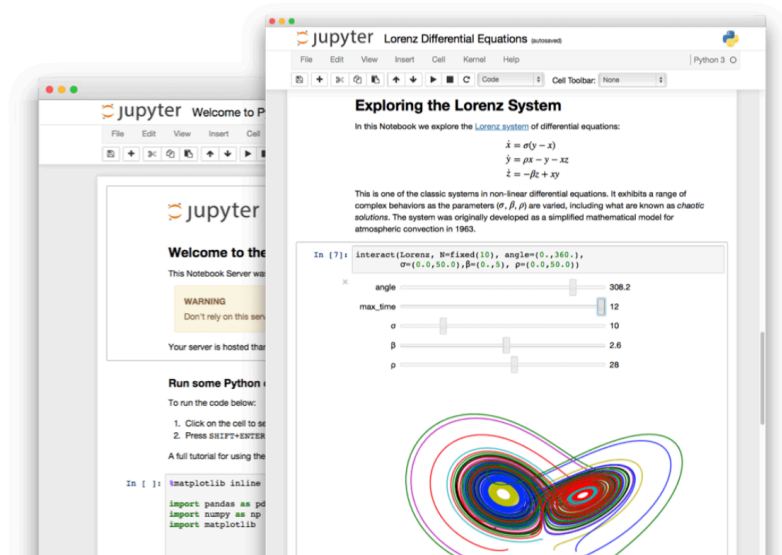 jupyter Lorenz Differential Equations (autosaved)
File Edit View Insert Cell Kernel Help Python 3
Code Cell Toolbar: None
Exploring the Lorenz System
In this Notebook we explore the Lorenz system of differential equations:
ẋ = σ(y − x)
ẏ = ρx − y − xz
ż = −βz + xy
This is one of the classic systems in non-linear differential equations. It exhibits a range of
complex behaviors as the parameters (σ, β, ρ) are varied, including what are known as chaotic
solutions. The system was originally developed as a simplified mathematical model for
atmospheric convection in 1963.
In [7]: interact(Lorenz, N=fixed(10), angle=(0.,360.),
σ=(0.0,50.0),β=(0.,5), ρ=(0.0,50.0))
angle 308.2
max_time 12
σ 10
β 2.6
ρ 28
jupyter Welcome to P
File Edit View Insert Cell
jupyter
Welcome to the
This Notebook Server was
WARNING
Don't rely on this serv
Your server is hosted than
Run some Python c
To run the code below:
1. Click on the cell to se
2. Press SHIFT+ENTER
A full tutorial for using the
In [ ]: %matplotlib inline
import pandas as pd
import numpy as np
import matplotlib